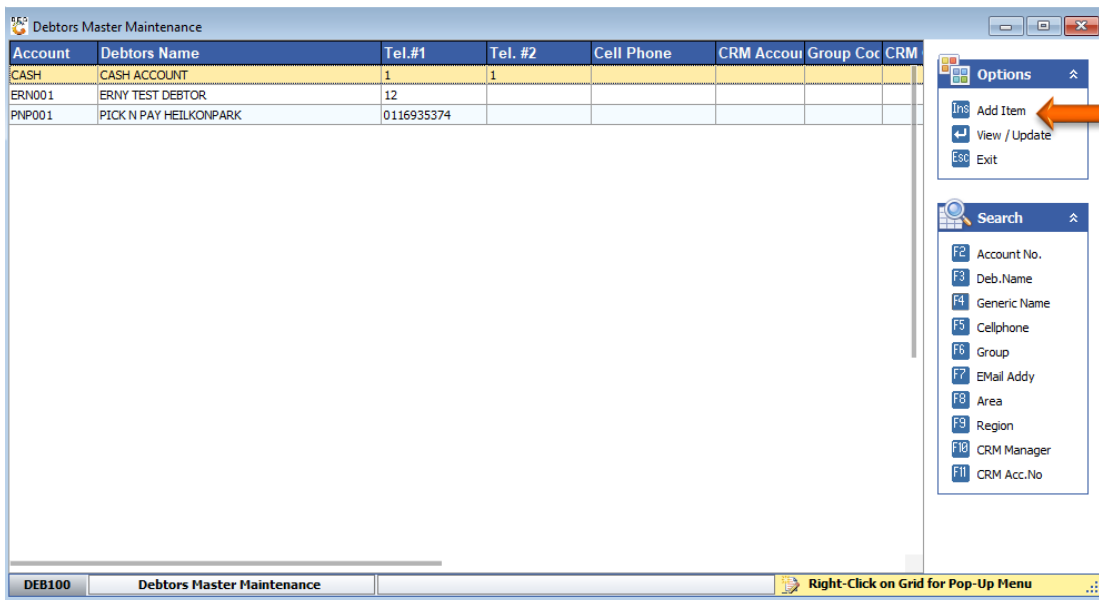 Debtors Master Maintenance
Account Debtors Name Tel.#1 Tel. #2 Cell Phone CRM Accoui Group Coc CRM
CASH CASH ACCOUNT 1 1
ERN001 ERNY TEST DEBTOR 12
PNP001 PICK N PAY HEILKONPARK 0116935374
Options
Ins Add Item
View / Update
Esc Exit
Search
F2 Account No.
F3 Deb.Name
F4 Generic Name
F5 Cellphone
F6 Group
F7 EMail Addy
F8 Area
F9 Region
F10 CRM Manager
F11 CRM Acc.No
DEB100 Debtors Master Maintenance Right-Click on Grid for Pop-Up Menu